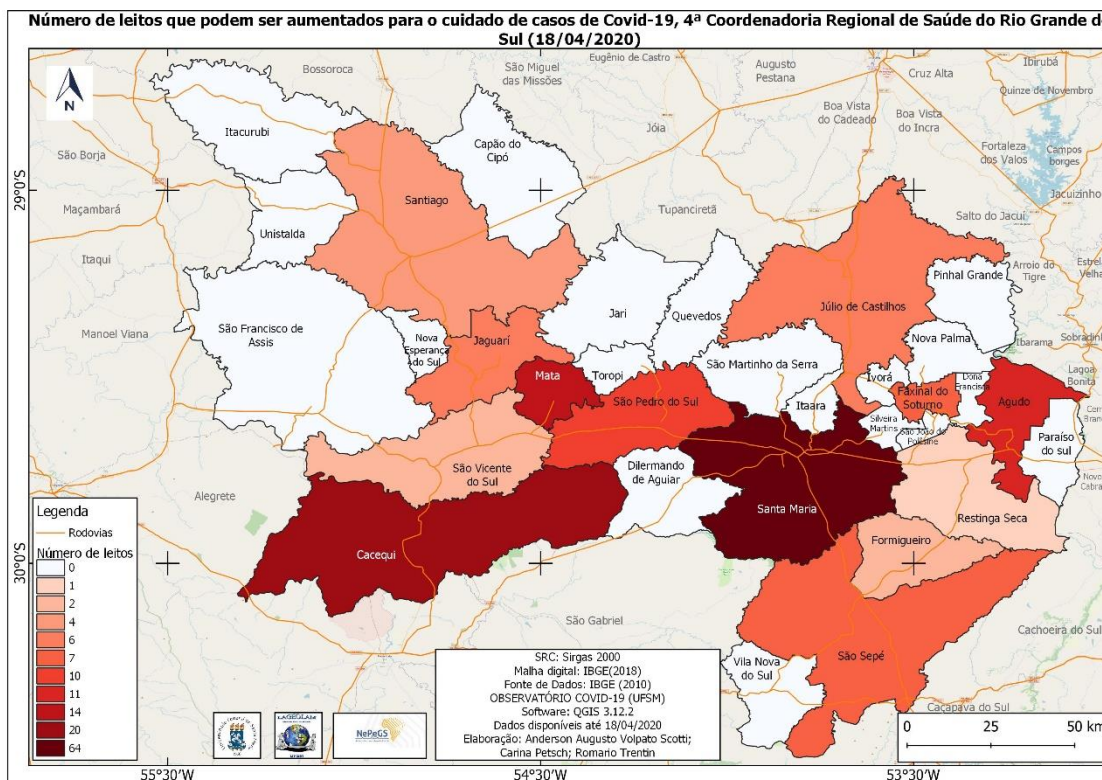 Número de leitos que podem ser aumentados para o cuidado de casos de Covid-19, 4ª Coordenadoria Regional de Saúde do Rio Grande do
Sul (18/04/2020)
Bossoroca
São Miguel
das Missões
Eugênio de Castro
Augusto
Pestana
Cruz Alta
Ibirubá
Quinze de Novembro
Boa Vista
do Cadeado
Boa Vista
do Incra
Fortaleza
dos Valos
Campos
borges
Jacuizinho
Jóia
São Borja
Itacurubi
Capão do
Cipó
N
29°0'S
Maçambará
Santiago
Tupanciretã
Salto do Jacuí
Unistalda
Itaqui
Pinhal Grande
Arroio do
Tigre
Estrel
Velha
Manoel Viana
São Francisco de
Assis
Nova
Esperança
do Sul
Jaguarí
Jari
Quevedos
Júlio de Castilhos
Nova Palma
Ibarama
Sobradinho
Lagoa
Bonita
Mata
Toropi
São Martinho da Serra
Ivorá
Dona
Francisca
Faxinal do
Soturno
Agudo
São Pedro do Sul
Itaara
Silveira
Martins
São João do
Polêsine
Paraíso
do sul
Cerro
Branco
São Vicente
do Sul
Dilermando
de Aguiar
Novo
Cabrai
Alegrete
Santa Maria
Restinga Seca
Cacequi
Formigueiro
30°0'S
São Gabriel
Cachoeira do Sul
São Sepé
Vila Nova
do Sul
Caçapava do Sul
Legenda
Rodovias
Número de leitos
0
1
2
4
6
7
10
11
14
20
64
NePeGS
SRC: Sirgas 2000
Malha digital: IBGE(2018)
Fonte de Dados: IBGE (2010)
OBSERVATÓRIO COVID-19 (UFSM)
Software: QGIS 3.12.2
Dados disponíveis até 18/04/2020
Elaboração: Anderson Augusto Volpato Scotti;
Carina Petsch; Romario Trentin
0 25 50 km
55°30'W 54°30'W 53°30'W